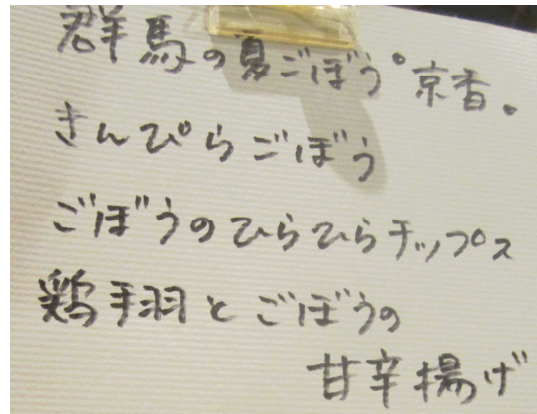 群馬の夏ごぼう°京香。
きんぴらごぼう
ごぼうのひらひらチップス
鶏手羽とごぼうの
甘辛揚げ